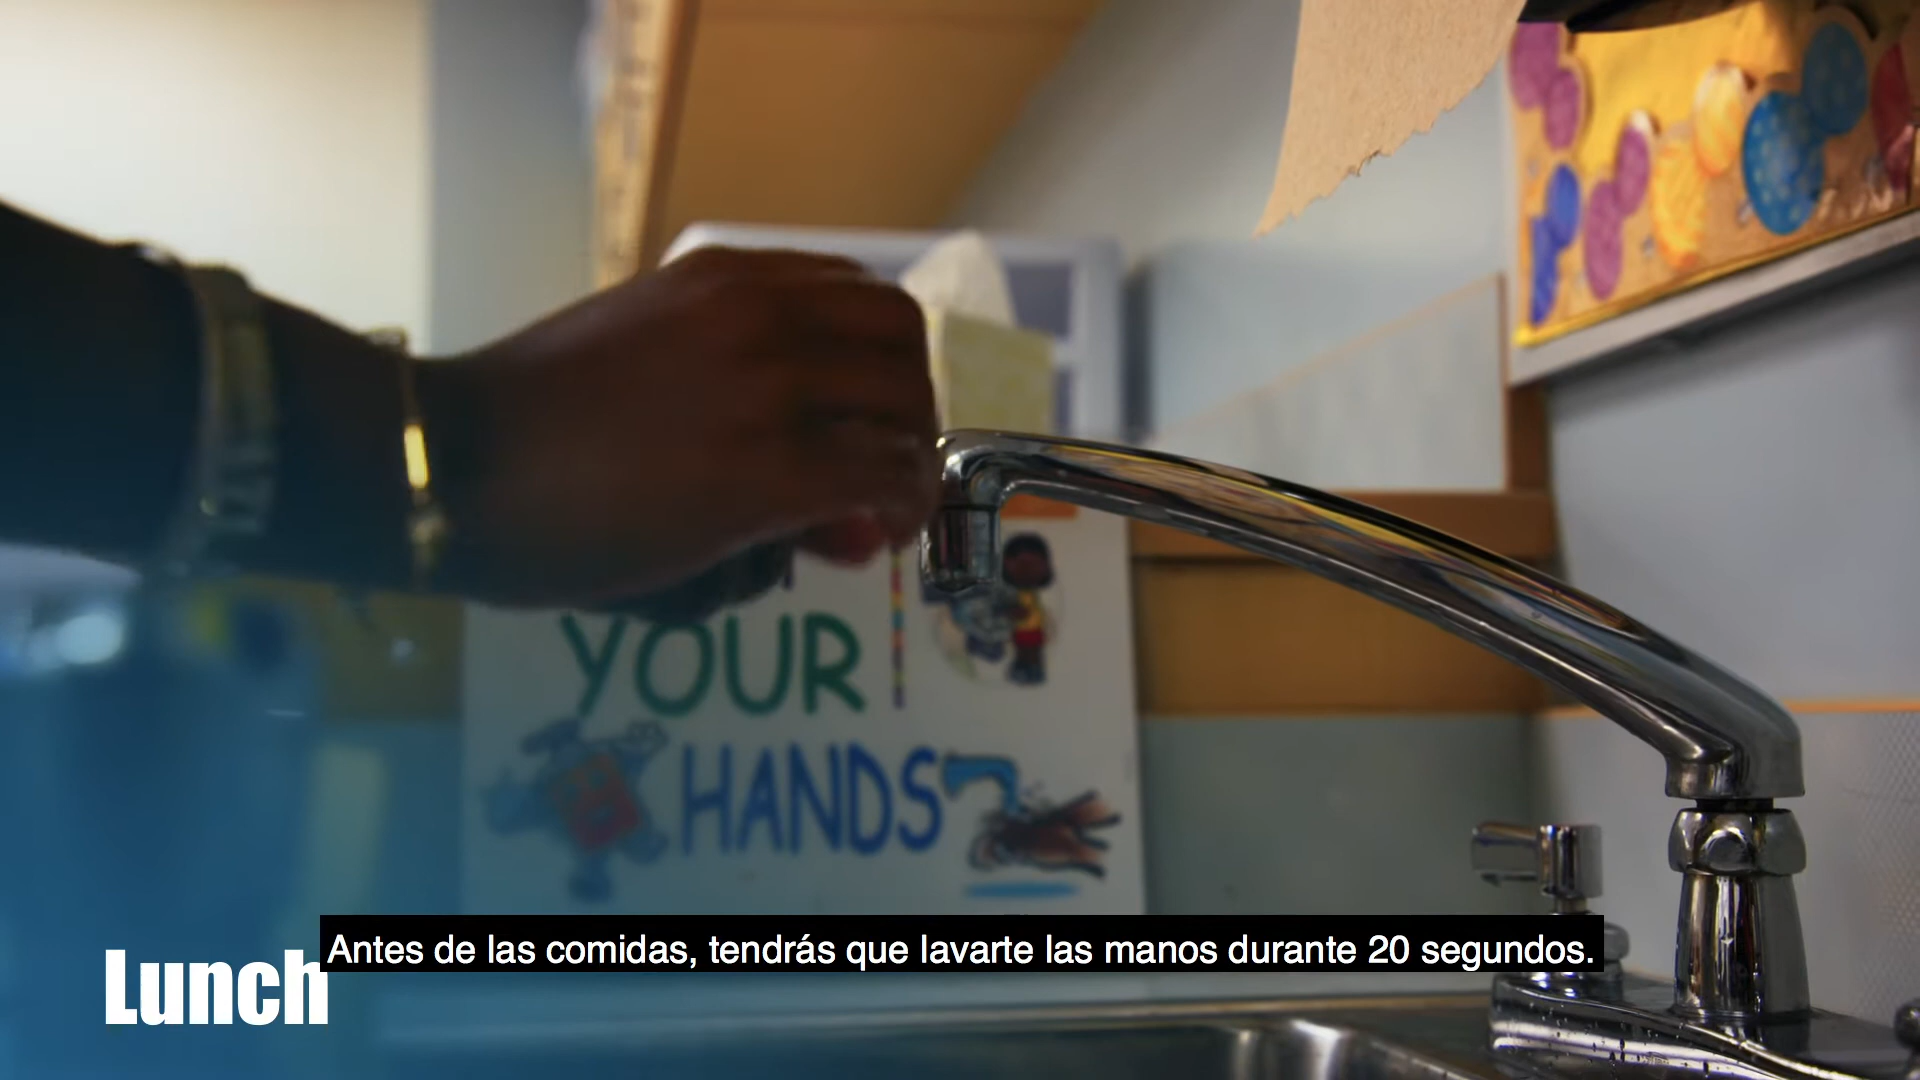 YOUR
HANDS
Antes de las comidas, tendrás que lavarte las manos durante 20 segundos.
Lunch